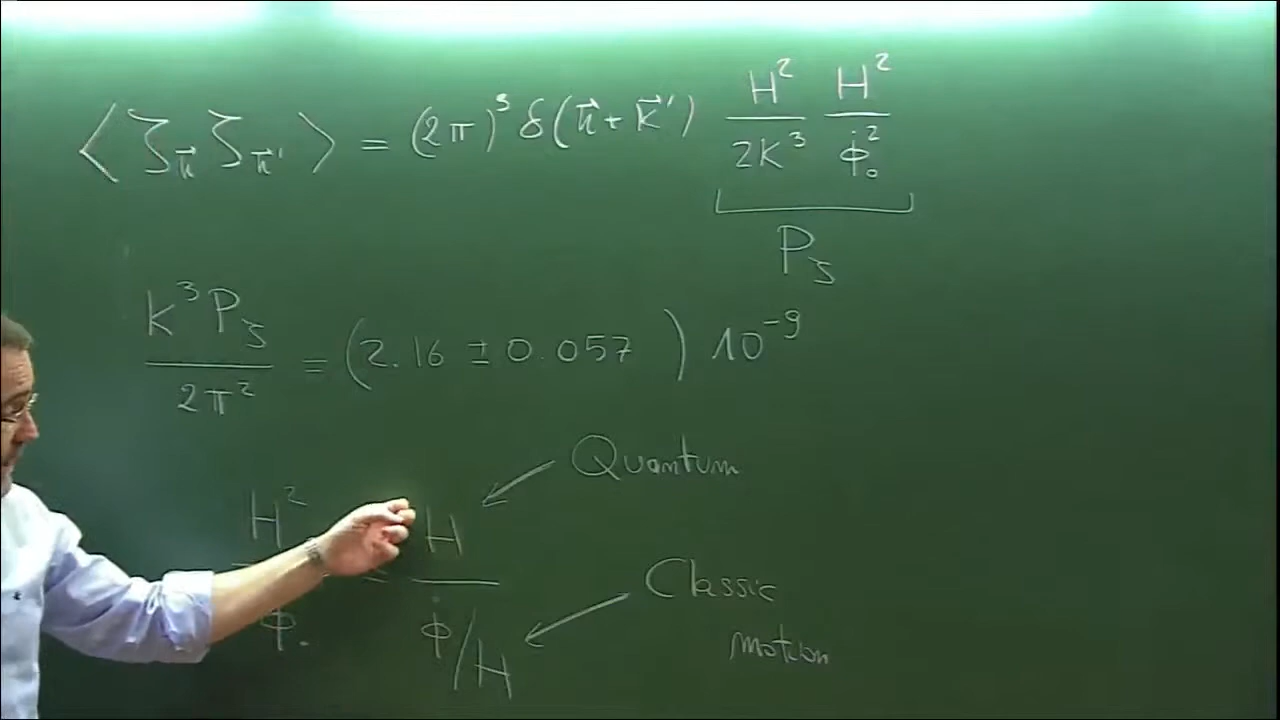 ⟨ζ_k⃗ ζ_k⃗'⟩ = (2π)³ δ(k⃗ + k⃗') H²/2K³ H²/ϕ̇₀²
P_ζ
K³P_ζ/2π² = (2.16 ± 0.057) 10⁻⁹
Quantum
H²/ϕ̇₀ = H/(ϕ̇/H)
Classic
motion